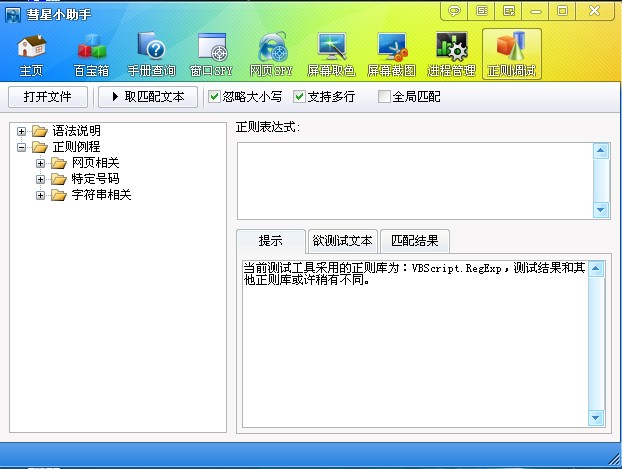 彗星小助手
主页
百宝箱
手册查询
窗口SPY
网页SPY
屏幕取色
屏幕截图
进程管理
正则调试
打开文件
取匹配文本
忽略大小写
支持多行
全局匹配
语法说明
正则例程
网页相关
特定号码
字符串相关
正则表达式:
提示
欲测试文本
匹配结果
当前测试工具采用的正则库为：VBScript.RegExp，测试结果和其
他正则库或许稍有不同。